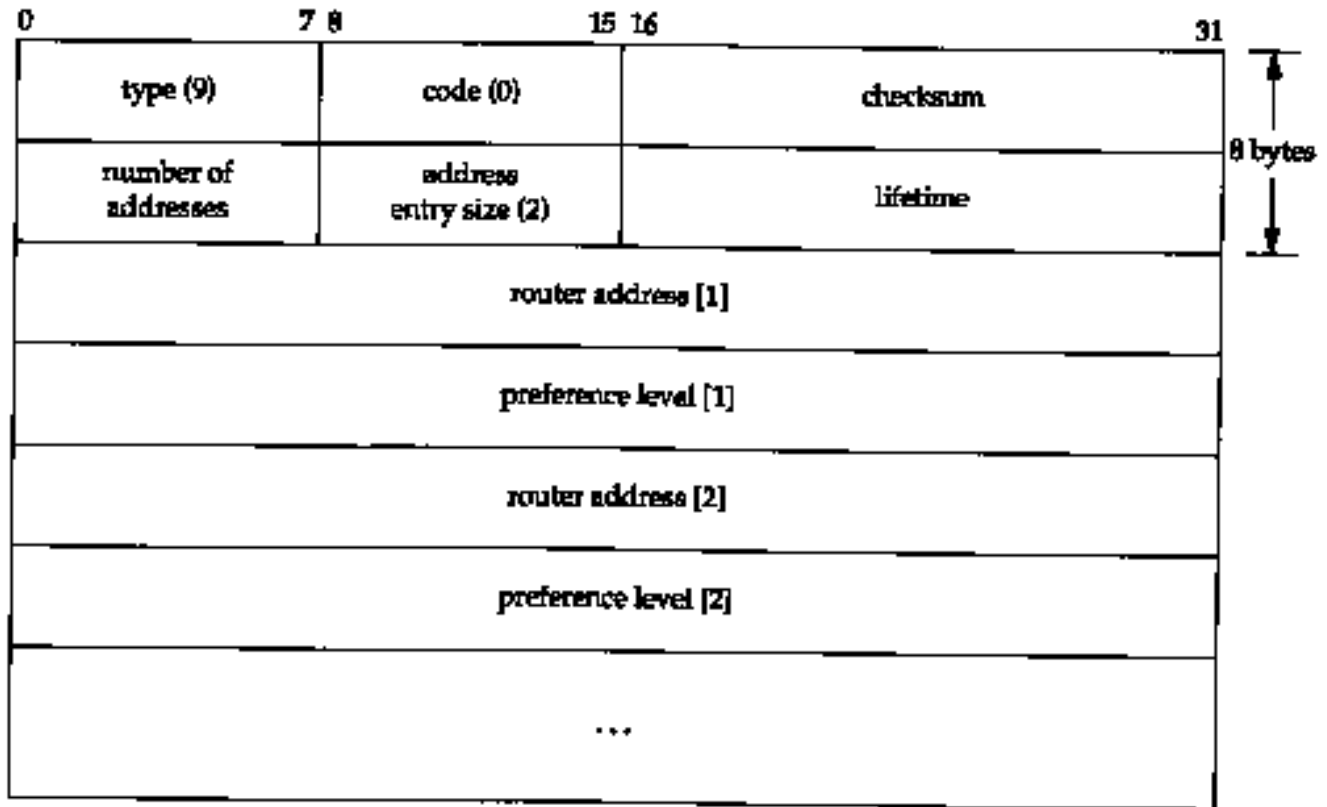 0 7 8 15 16 31
type (9) code (0) checksum
8 bytes
number of addresses
address entry size (2)
lifetime
router address [1]
preference level [1]
router address [2]
preference level [2]
...